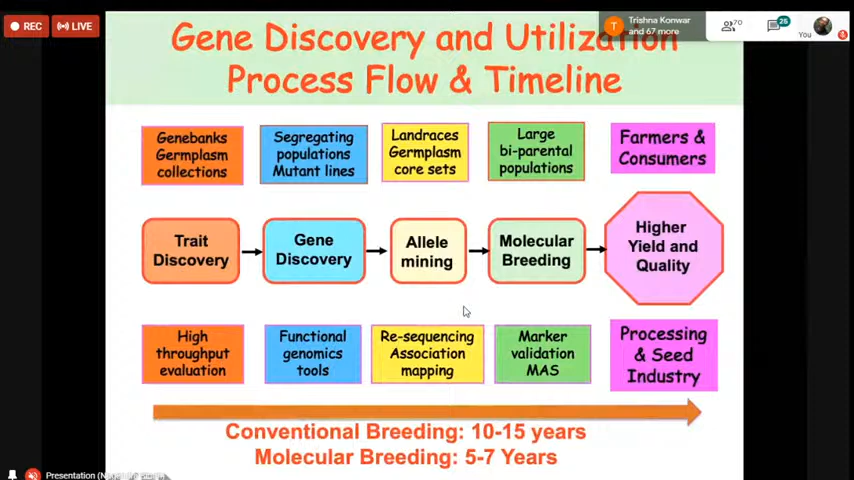 REC
LIVE
Trishna Konwar
and 67 more
T
70
25
You
Gene Discovery and Utilization
Process Flow & Timeline
Genebanks
Germplasm
collections
Segregating
populations
Mutant lines
Landraces
Germplasm
core sets
Large
bi-parental
populations
Farmers &
Consumers
Trait
Discovery
Gene
Discovery
Allele
mining
Molecular
Breeding
Higher
Yield and
Quality
High
throughput
evaluation
Functional
genomics
tools
Re-sequencing
Association
mapping
Marker
validation
MAS
Processing
& Seed
Industry
Conventional Breeding: 10-15 years
Molecular Breeding: 5-7 Years
Presentation